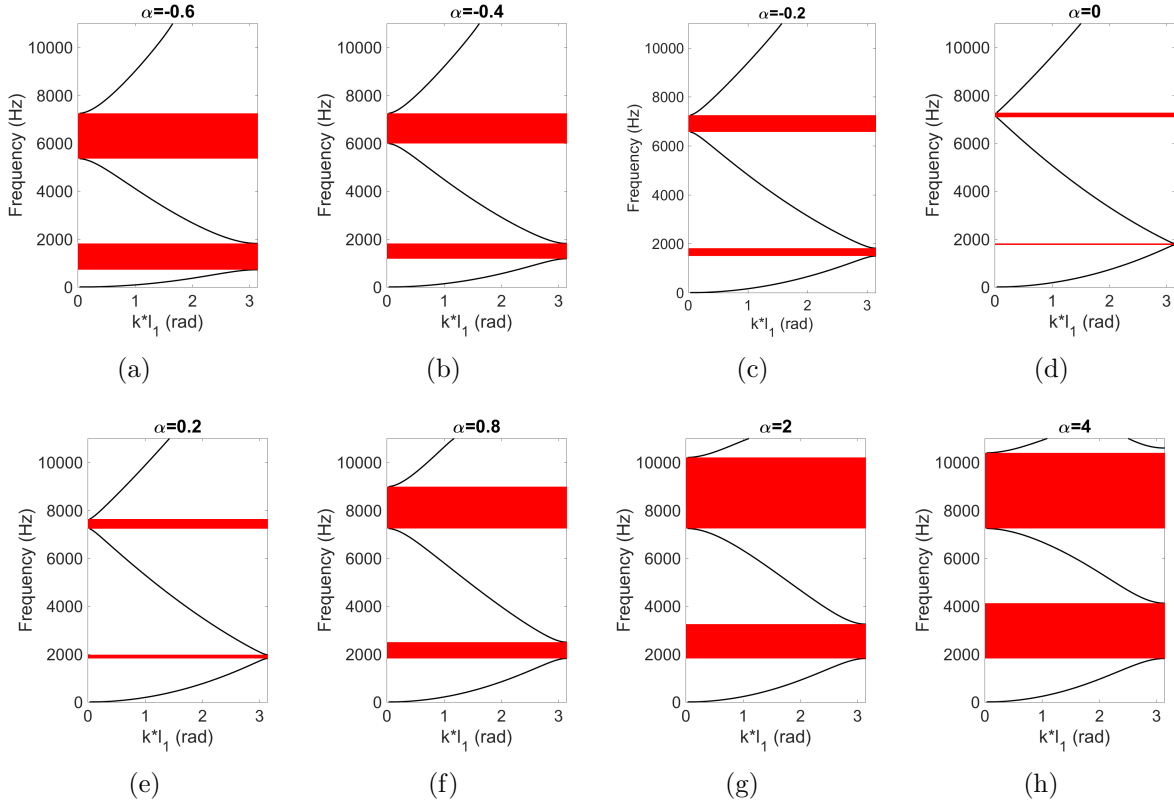 α=-0.6
10000
8000
6000
4000
2000
0
Frequency (Hz)
0 1 2 3
k*l₁ (rad)
(a)
α=-0.4
10000
8000
6000
4000
2000
0
Frequency (Hz)
0 1 2 3
k*l₁ (rad)
(b)
α=-0.2
10000
8000
6000
4000
2000
0
Frequency (Hz)
0 1 2 3
k*l₁ (rad)
(c)
α=0
10000
8000
6000
4000
2000
0
Frequency (Hz)
0 1 2 3
k*l₁ (rad)
(d)
α=0.2
10000
8000
6000
4000
2000
0
Frequency (Hz)
0 1 2 3
k*l₁ (rad)
(e)
α=0.8
10000
8000
6000
4000
2000
0
Frequency (Hz)
0 1 2 3
k*l₁ (rad)
(f)
α=2
10000
8000
6000
4000
2000
0
Frequency (Hz)
0 1 2 3
k*l₁ (rad)
(g)
α=4
10000
8000
6000
4000
2000
0
Frequency (Hz)
0 1 2 3
k*l₁ (rad)
(h)